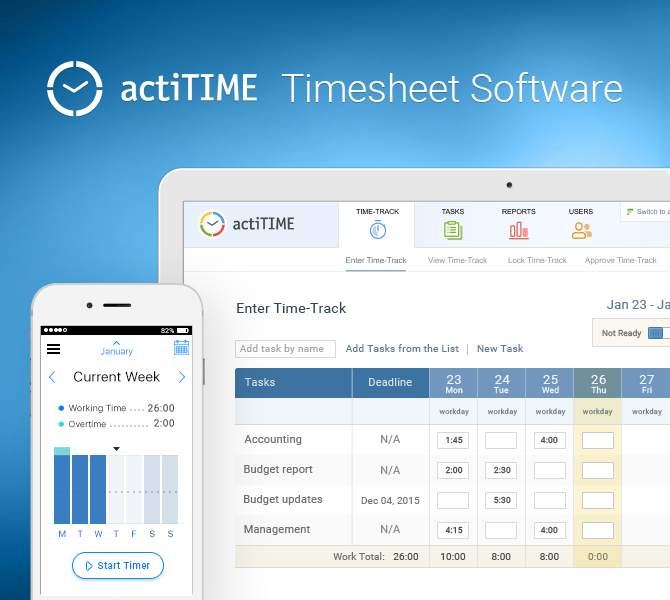 actiTIME Timesheet Software
actiTIME
TIME-TRACK TASKS REPORTS USERS
Switch to a
Enter Time-Track View Time-Track Lock Time-Track Approve Time-Track
Enter Time-Track
Jan 23 - Ja
Not Ready
Add task by name Add Tasks from the List | New Task
Tasks Deadline 23 Mon 24 Tue 25 Wed 26 Thu 27 Fri
workday workday workday workday workday
Accounting N/A 1:45 4:00
Budget report N/A 2:00 2:30
Budget updates Dec 04, 2015 5:30
Management N/A 4:15 4:00
Work Total: 26:00 10:00 8:00 8:00 0:00
82%
January
Current Week
Working Time ..... 26:00
Overtime ............ 2:00
M T W T F S S
Start Timer